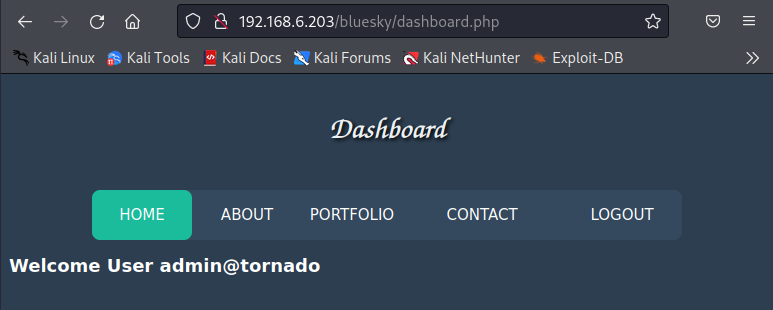 192.168.6.203/bluesky/dashboard.php
Kali Linux Kali Tools Kali Docs Kali Forums Kali NetHunter Exploit-DB
Dashboard
HOME ABOUT PORTFOLIO CONTACT LOGOUT
Welcome User admin@tornado